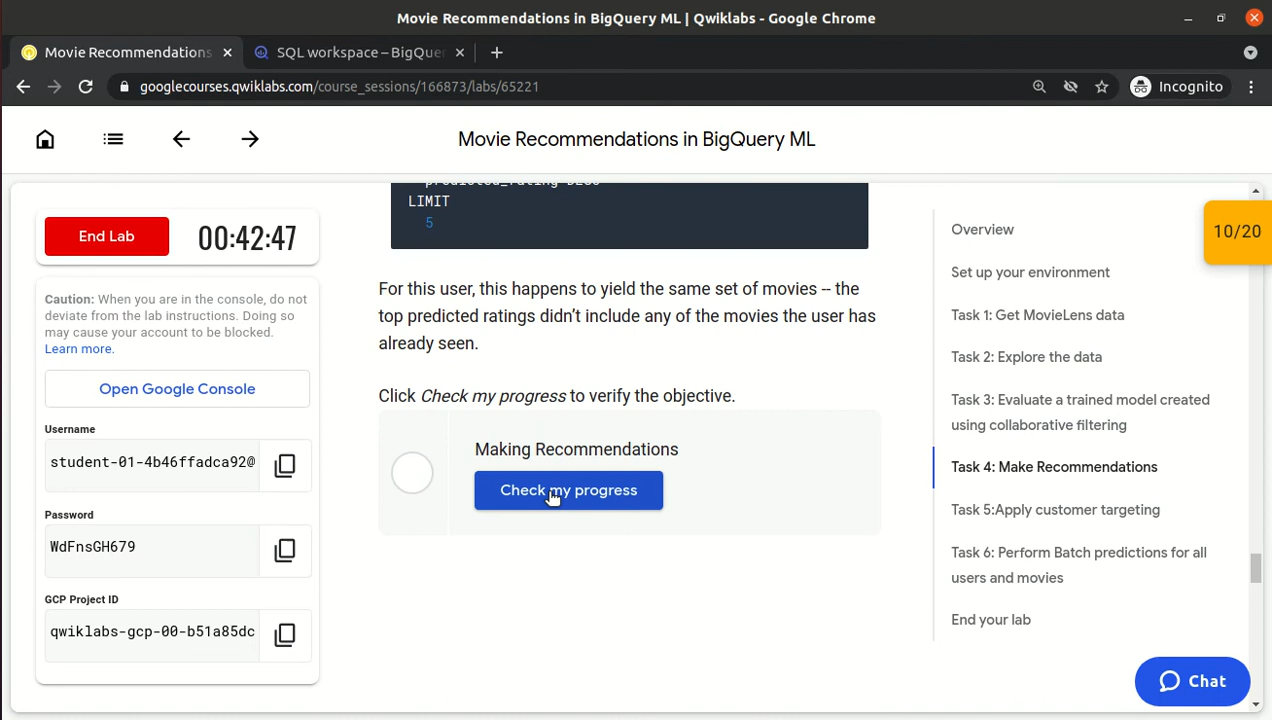 Movie Recommendations in BigQuery ML | Qwiklabs - Google Chrome
Movie Recommendations
SQL workspace – BigQuer
googlecourses.qwiklabs.com/course_sessions/166873/labs/65221
Incognito
Movie Recommendations in BigQuery ML
End Lab
00:42:47
Caution: When you are in the console, do not
deviate from the lab instructions. Doing so
may cause your account to be blocked.
Learn more.
Open Google Console
Username
student-01-4b46ffadca92@
Password
WdFnsGH679
GCP Project ID
qwiklabs-gcp-00-b51a85dc
predicted_rating DESC
LIMIT
5
For this user, this happens to yield the same set of movies -- the
top predicted ratings didn’t include any of the movies the user has
already seen.
Click Check my progress to verify the objective.
Making Recommendations
Check my progress
Overview
Set up your environment
Task 1: Get MovieLens data
Task 2: Explore the data
Task 3: Evaluate a trained model created
using collaborative filtering
Task 4: Make Recommendations
Task 5:Apply customer targeting
Task 6: Perform Batch predictions for all
users and movies
End your lab
10/20
Chat